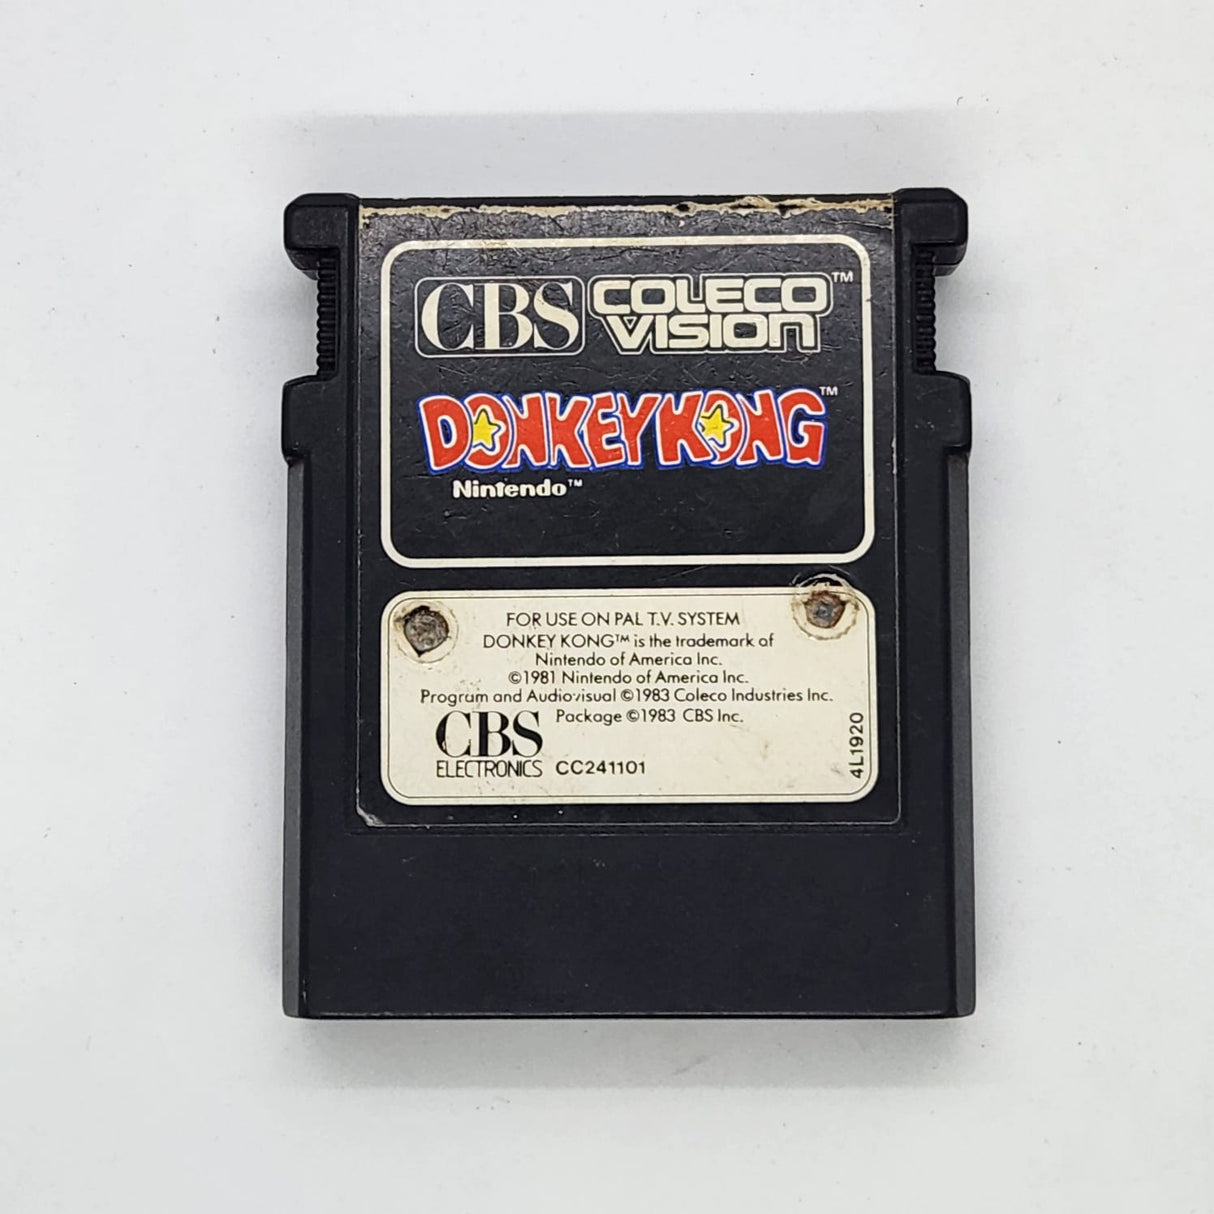 CBS COLECO VISION™
DONKEY KONG™
Nintendo™
FOR USE ON PAL T.V. SYSTEM
DONKEY KONG™ is the trademark of
Nintendo of America Inc.
©1981 Nintendo of America Inc.
Program and Audiovisual ©1983 Coleco Industries Inc.
Package ©1983 CBS Inc.
CBS
ELECTRONICS CC241101
4L1920